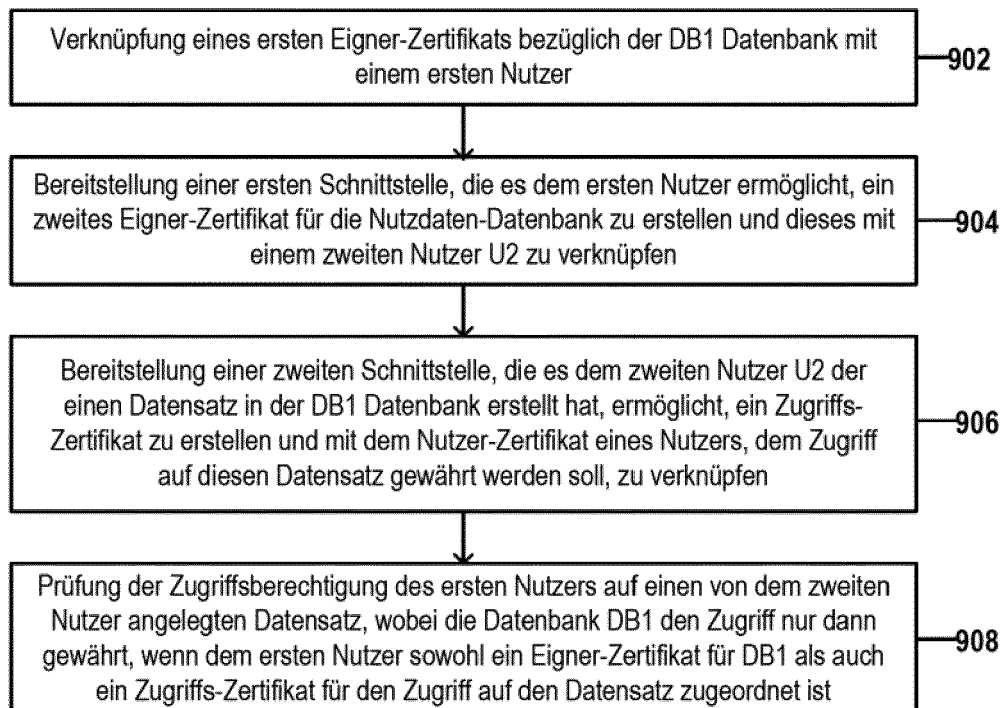 Verknüpfung eines ersten Eigner-Zertifikats bezüglich der DB1 Datenbank mit
einem ersten Nutzer
902
Bereitstellung einer ersten Schnittstelle, die es dem ersten Nutzer ermöglicht, ein
zweites Eigner-Zertifikat für die Nutzdaten-Datenbank zu erstellen und dieses mit
einem zweiten Nutzer U2 zu verknüpfen
904
Bereitstellung einer zweiten Schnittstelle, die es dem zweiten Nutzer U2 der
einen Datensatz in der DB1 Datenbank erstellt hat, ermöglicht, ein Zugriffs-
Zertifikat zu erstellen und mit dem Nutzer-Zertifikat eines Nutzers, dem Zugriff
auf diesen Datensatz gewährt werden soll, zu verknüpfen
906
Prüfung der Zugriffsberechtigung des ersten Nutzers auf einen von dem zweiten
Nutzer angelegten Datensatz, wobei die Datenbank DB1 den Zugriff nur dann
gewährt, wenn dem ersten Nutzer sowohl ein Eigner-Zertifikat für DB1 als auch
ein Zugriffs-Zertifikat für den Zugriff auf den Datensatz zugeordnet ist
908